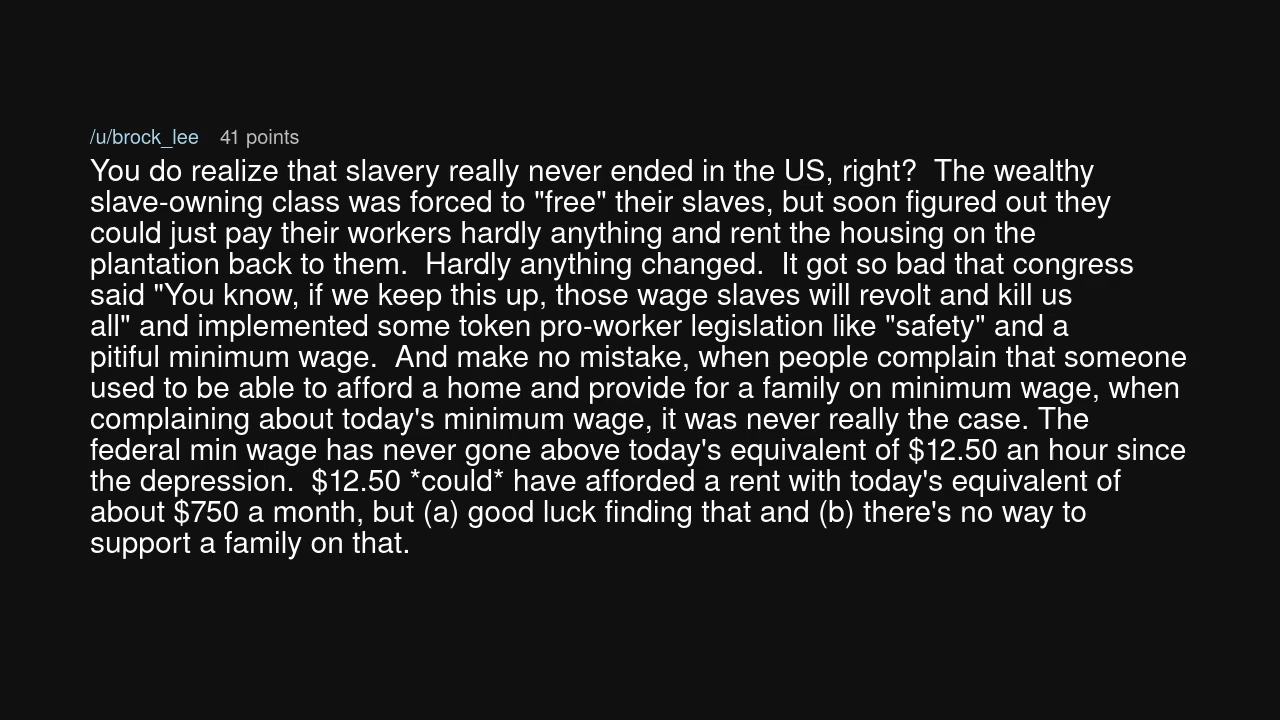 /u/brock_lee 41 points
You do realize that slavery really never ended in the US, right?  The wealthy
slave-owning class was forced to "free" their slaves, but soon figured out they
could just pay their workers hardly anything and rent the housing on the
plantation back to them.  Hardly anything changed.  It got so bad that congress
said "You know, if we keep this up, those wage slaves will revolt and kill us
all" and implemented some token pro-worker legislation like "safety" and a
pitiful minimum wage.  And make no mistake, when people complain that someone
used to be able to afford a home and provide for a family on minimum wage, when
complaining about today's minimum wage, it was never really the case. The
federal min wage has never gone above today's equivalent of $12.50 an hour since
the depression.  $12.50 *could* have afforded a rent with today's equivalent of
about $750 a month, but (a) good luck finding that and (b) there's no way to
support a family on that.